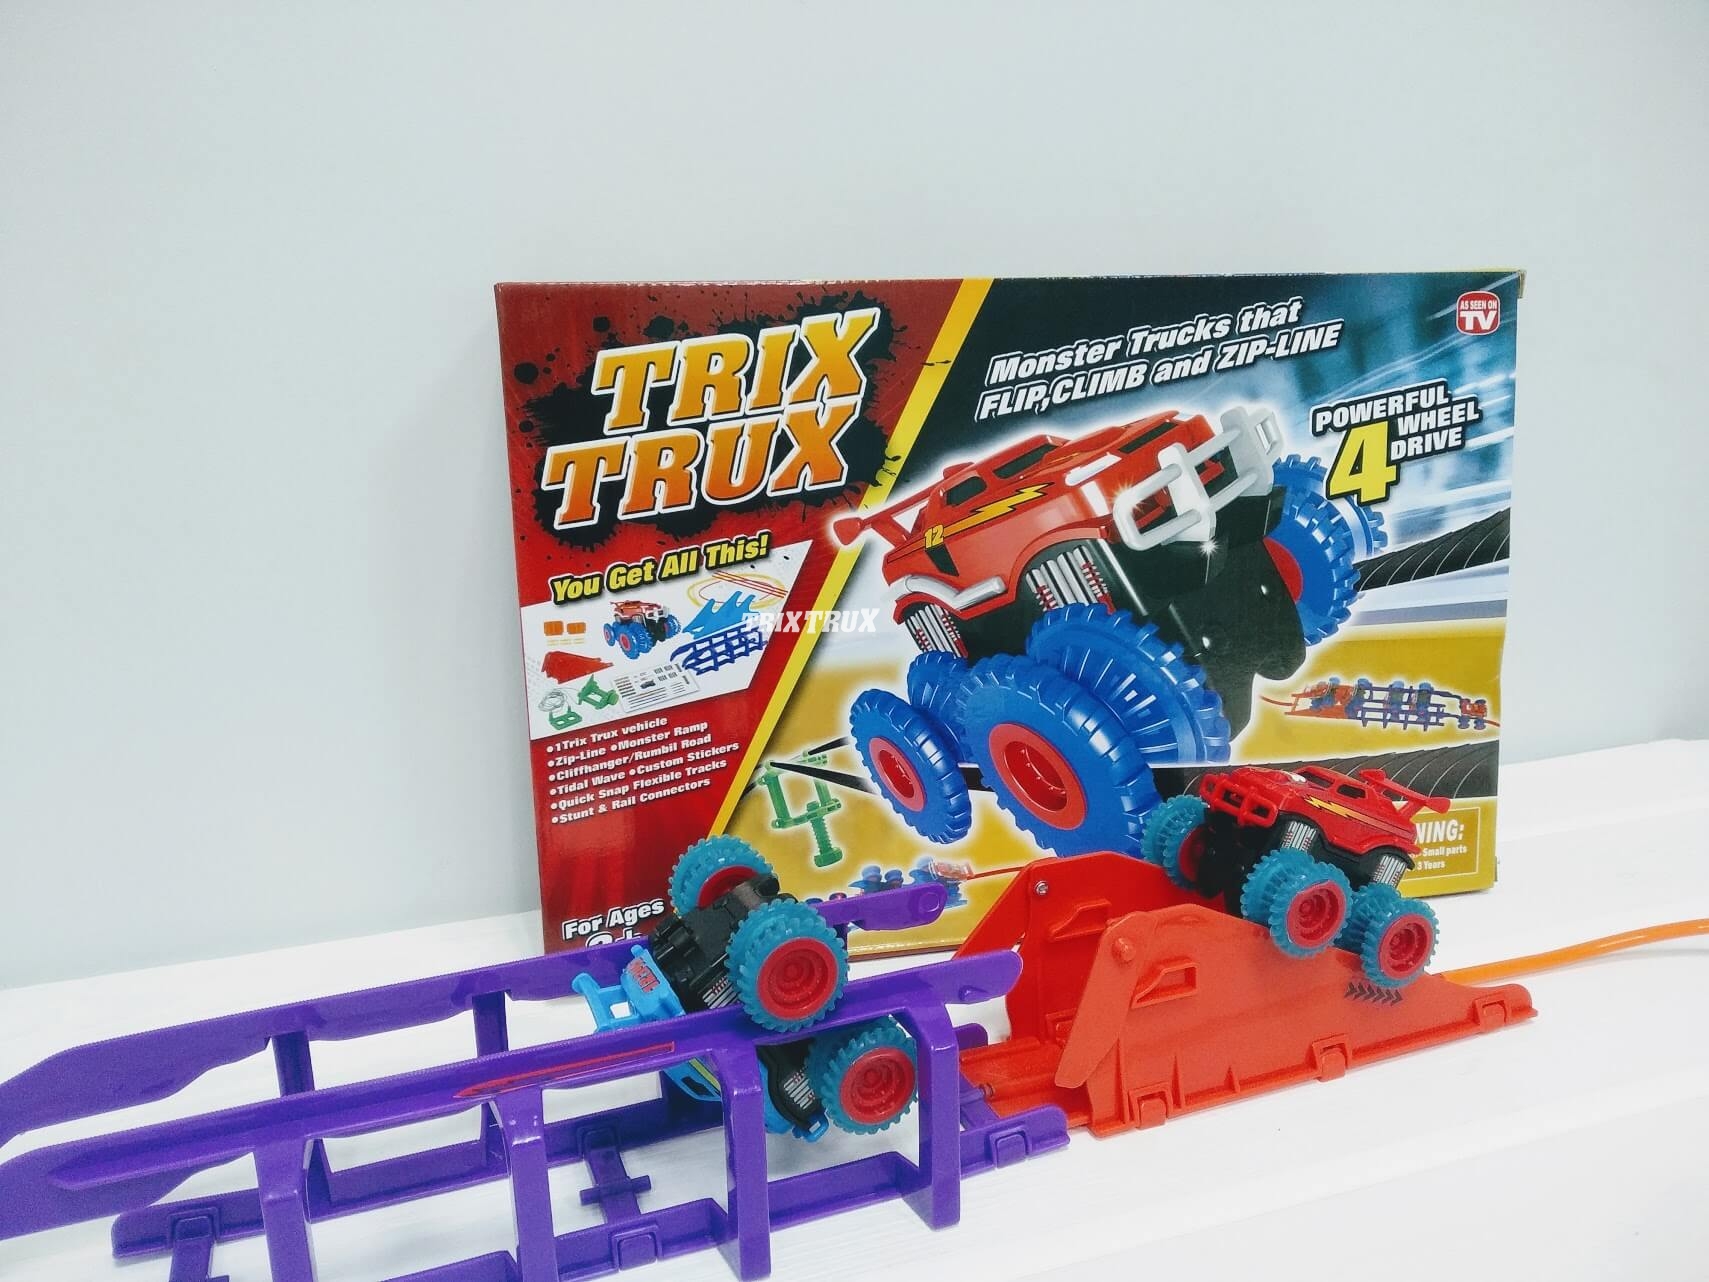 TRIX
TRUX
Monster Trucks that
FLIP,CLIMB and ZIP-LINE
AS SEEN ON
TV
POWERFUL
4 WHEEL
DRIVE
12
You Get All This!
TRIXTRUX
•1Trix Trux vehicle
•Zip-Line •Monster Ramp
•Cliffhanger/Rumbil Road
•Tidal Wave •Custom Stickers
•Quick Snap Flexible Tracks
•Stunt & Rail Connectors
NING:
Small parts
3 Years
For Ages